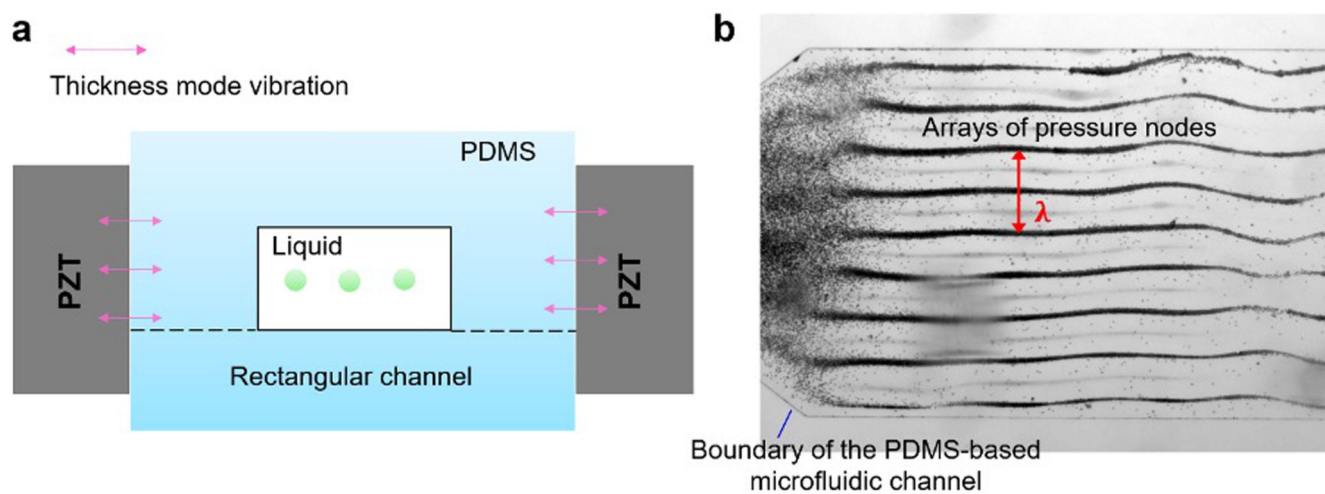 a
Thickness mode vibration
PDMS
Liquid
PZT
PZT
Rectangular channel
b
Arrays of pressure nodes
λ
Boundary of the PDMS-based
microfluidic channel